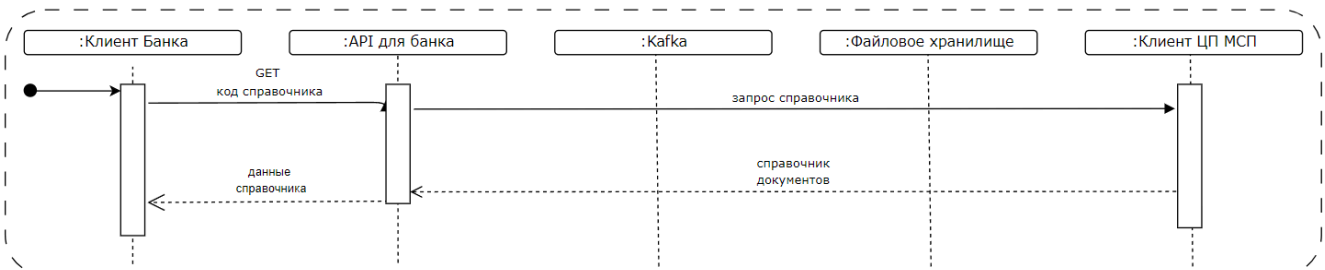 :Клиент Банка
:API для банка
:Kafka
:Файловое хранилище
:Клиент ЦП МСП
GET
код справочника
запрос справочника
справочник
документов
данные
справочника